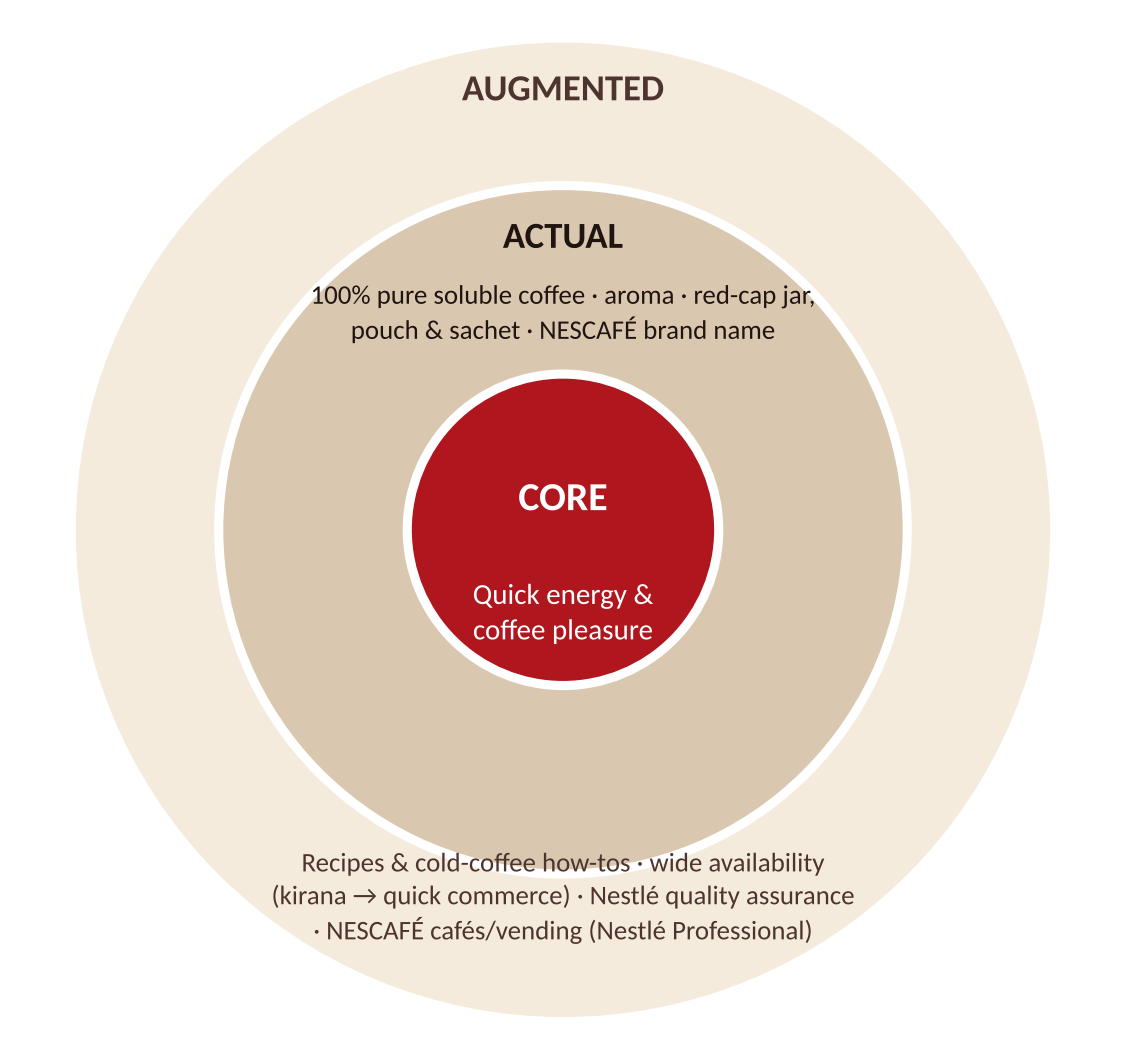 AUGMENTED
ACTUAL
100% pure soluble coffee · aroma · red-cap jar,
pouch & sachet · NESCAFÉ brand name
CORE
Quick energy &
coffee pleasure
Recipes & cold-coffee how-tos · wide availability
(kirana → quick commerce) · Nestlé quality assurance
· NESCAFÉ cafés/vending (Nestlé Professional)